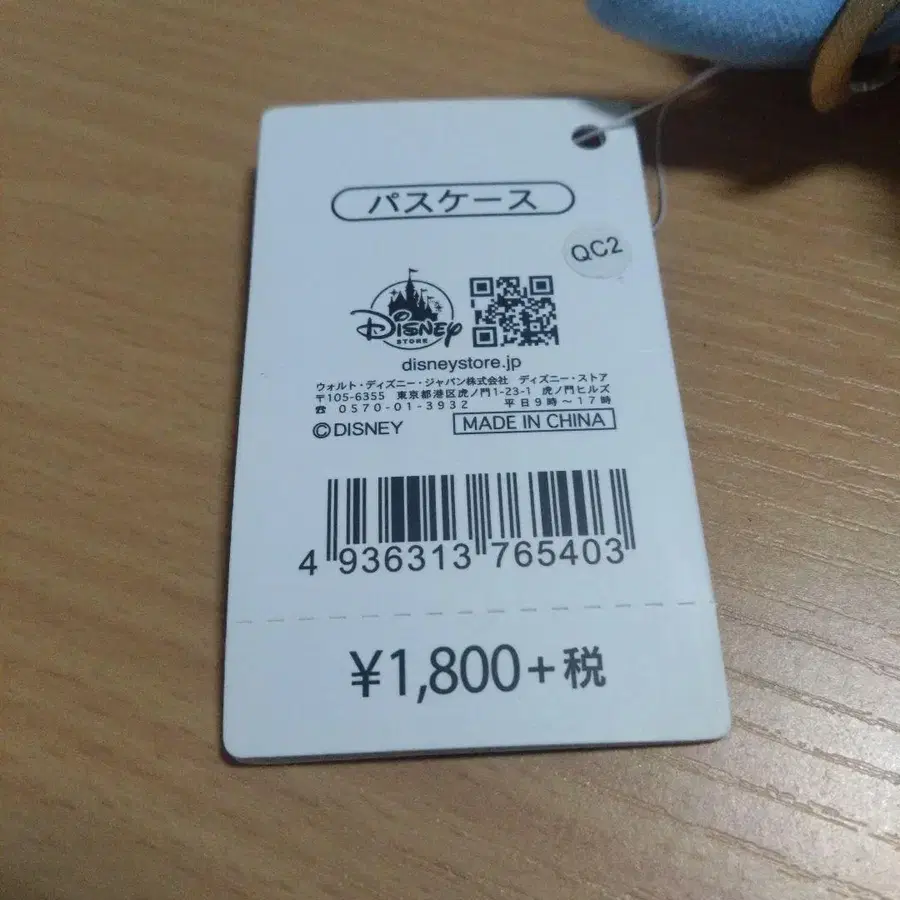 パスケース
QC2
DISNEY
STORE
disneystore.jp
ウォルト・ディズニー・ジャパン株式会社 ディズニー・ストア
〒105-6355 東京都港区虎ノ門1-23-1 虎ノ門ヒルズ
☎ 0570-01-3932 平日9時～17時
©DISNEY MADE IN CHINA
4 936313 765403
¥1,800+税